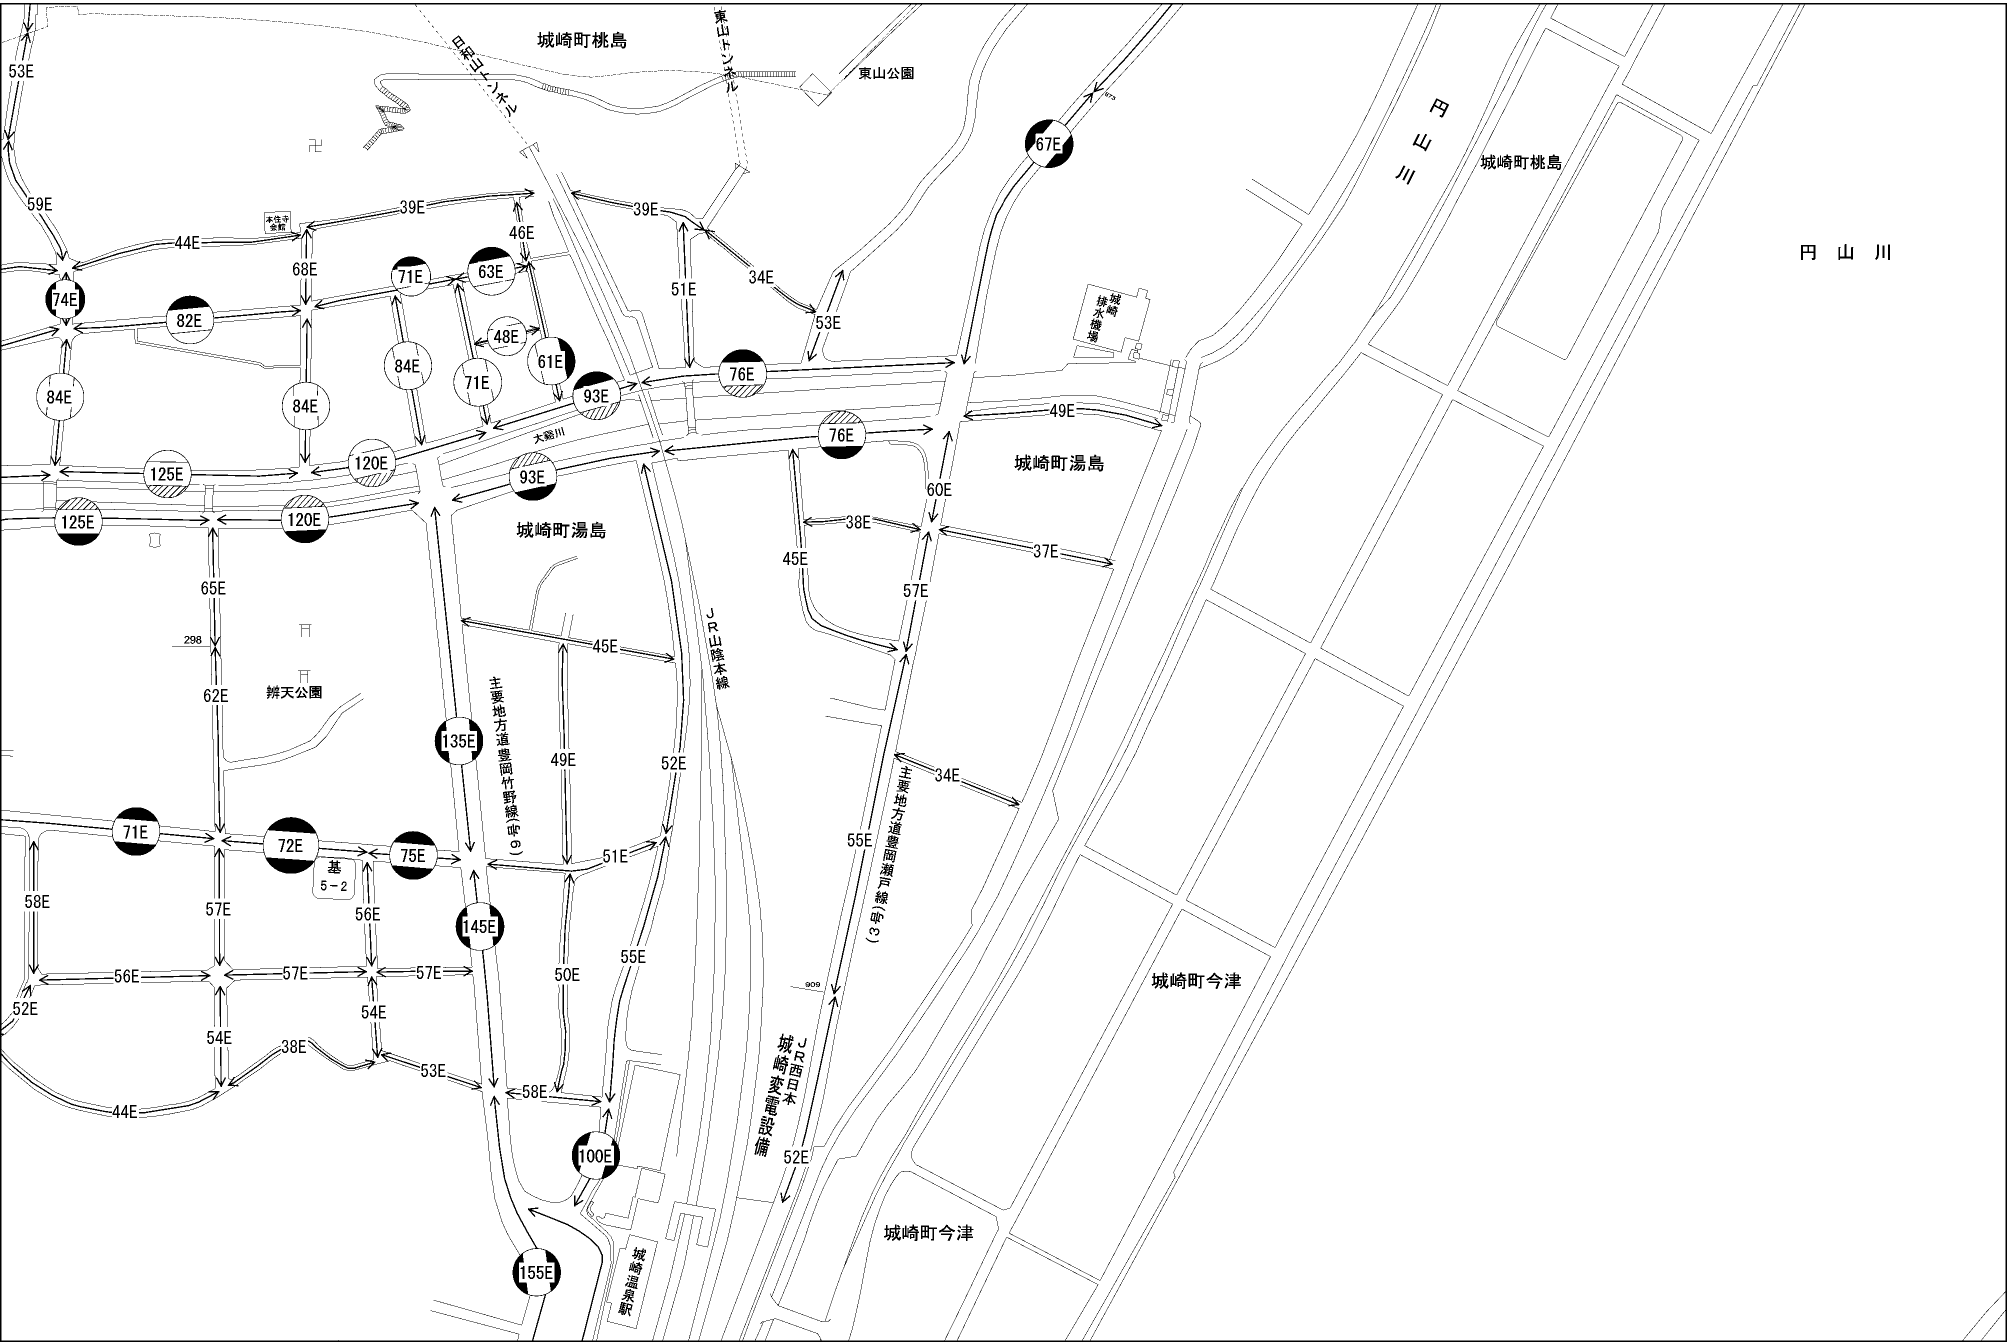 城崎町桃島
東山トンネル
日和山トンネル
東山公園
53E
873
67E
円山川
城崎町桃島
円山川
59E
本住寺
会館
39E
39E
44E
46E
68E
71E
63E
34E
74E
51E
82E
48E
53E
城崎
排水機場
84E
84E
84E
71E
61E
93E
76E
49E
大谿川
76E
125E
120E
93E
城崎町湯島
60E
125E
120E
城崎町湯島
38E
37E
45E
65E
57E
298
45E
JR山陰本線
62E
辨天公園
135E
主要地方道豊岡竹野線(9号)
49E
52E
34E
主要地方道豊岡瀬戸線(3号)
55E
71E
72E
75E
51E
基
5-2
58E
57E
56E
145E
50E
55E
56E
57E
57E
城崎町今津
909
52E
54E
54E
38E
53E
58E
44E
JR西日本
城崎変電設備
100E
52E
城崎町今津
155E
城崎温泉駅